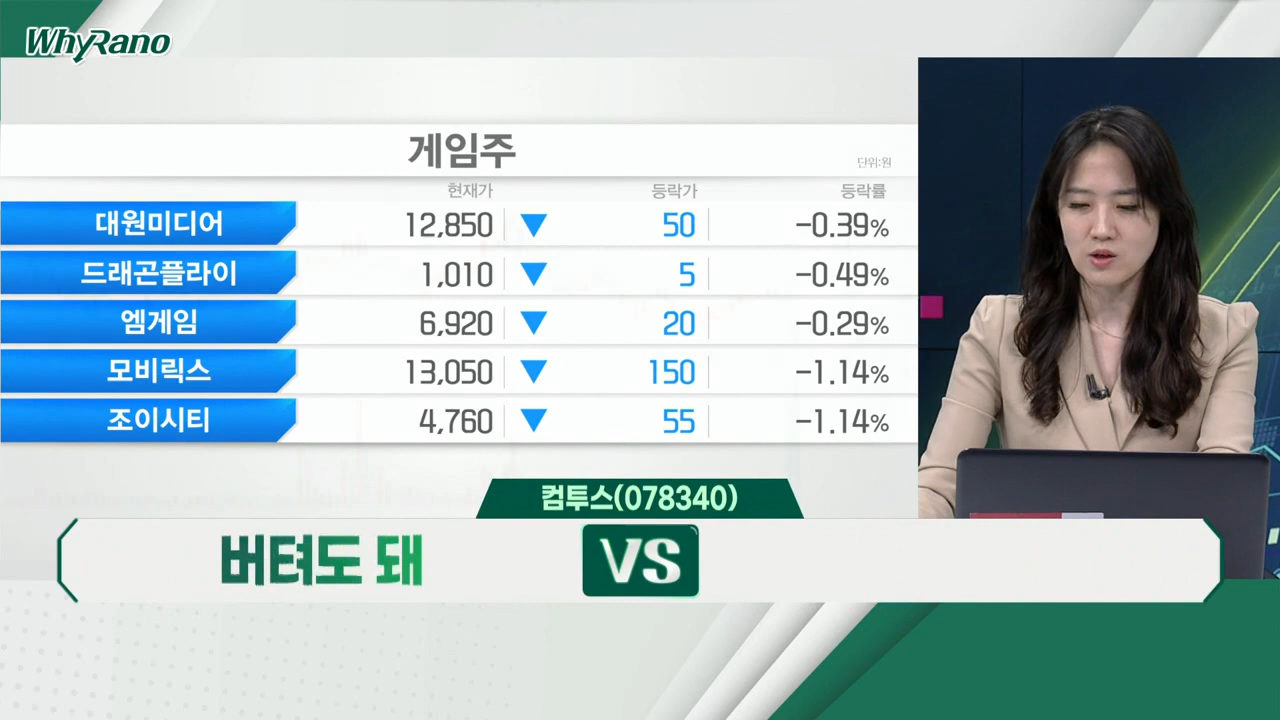 WhyRano
게임주
단위:원
현재가 등락가 등락률
대원미디어 12,850 ▼ 50 -0.39%
드래곤플라이 1,010 ▼ 5 -0.49%
엠게임 6,920 ▼ 20 -0.29%
모비릭스 13,050 ▼ 150 -1.14%
조이시티 4,760 ▼ 55 -1.14%
컴투스(078340)
버텨도 돼 VS